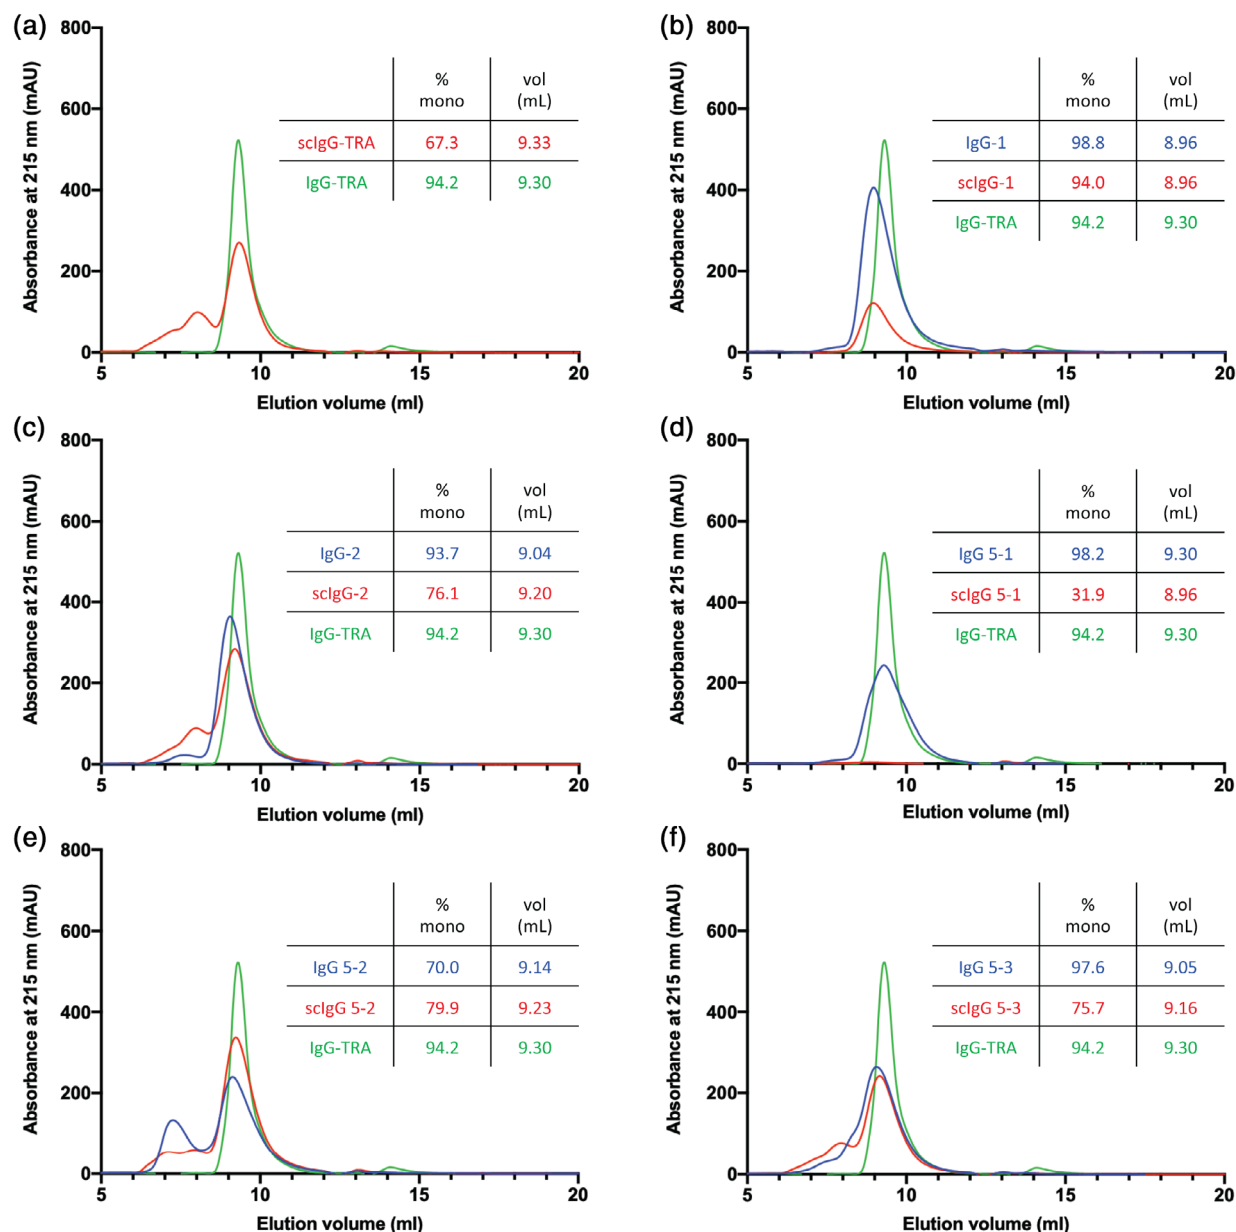 (a)
Absorbance at 215 nm (mAU)
800
600
400
200
0
5
10
15
20
Elution volume (ml)
% mono
vol (mL)
scIgG-TRA 67.3 9.33
IgG-TRA 94.2 9.30
(b)
Absorbance at 215 nm (mAU)
800
600
400
200
0
5
10
15
20
Elution volume (ml)
% mono
vol (mL)
IgG-1 98.8 8.96
scIgG-1 94.0 8.96
IgG-TRA 94.2 9.30
(c)
Absorbance at 215 nm (mAU)
800
600
400
200
0
5
10
15
20
Elution volume (ml)
% mono
vol (mL)
IgG-2 93.7 9.04
scIgG-2 76.1 9.20
IgG-TRA 94.2 9.30
(d)
Absorbance at 215 nm (mAU)
800
600
400
200
0
5
10
15
20
Elution volume (ml)
% mono
vol (mL)
IgG 5-1 98.2 9.30
scIgG 5-1 31.9 8.96
IgG-TRA 94.2 9.30
(e)
Absorbance at 215 nm (mAU)
800
600
400
200
0
5
10
15
20
Elution volume (ml)
% mono
vol (mL)
IgG 5-2 70.0 9.14
scIgG 5-2 79.9 9.23
IgG-TRA 94.2 9.30
(f)
Absorbance at 215 nm (mAU)
800
600
400
200
0
5
10
15
20
Elution volume (ml)
% mono
vol (mL)
IgG 5-3 97.6 9.05
scIgG 5-3 75.7 9.16
IgG-TRA 94.2 9.30